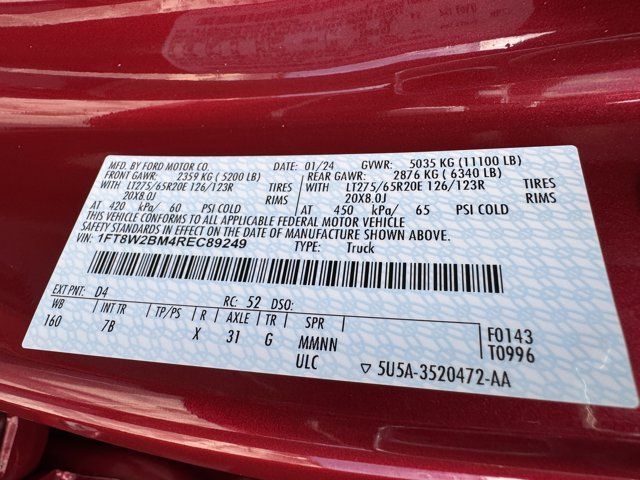 MFD. BY FORD MOTOR CO. DATE: 01/24 GVWR: 5035 KG (11100 LB)
FRONT GAWR: 2359 KG ( 5200 LB) REAR GAWR: 2876 KG ( 6340 LB)
WITH LT275/65R20E 126/123R TIRES WITH LT275/65R20E 126/123R TIRES
20X8.0J RIMS 20X8.0J RIMS
AT 420 kPa/ 60 PSI COLD AT 450 kPa/ 65 PSI COLD
THIS VEHICLE CONFORMS TO ALL APPLICABLE FEDERAL MOTOR VEHICLE
SAFETY STANDARDS IN EFFECT ON THE DATE OF MANUFACTURE SHOWN ABOVE.
VIN: 1FT8W2BM4REC89249 TYPE: Truck
EXT PNT: D4 RC: 52 DSO:
WB INT TR TP/PS R AXLE TR SPR
160 7B X 31 G MMNN
ULC
F0143
T0996
▽ 5U5A-3520472-AA